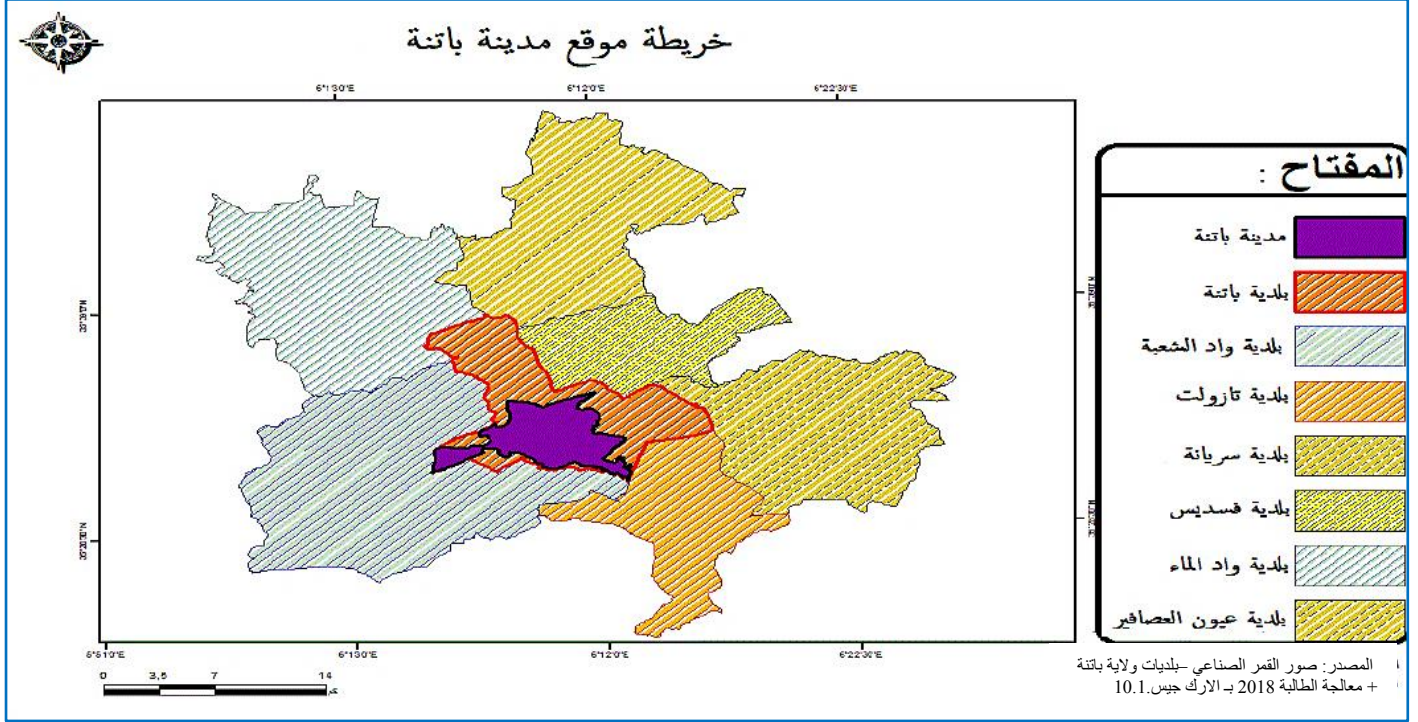 خريطة موقع مدينة باتنة
6°1'30"E 6°12'0"E 6°22'30"E
المفتاح :
مدينة باتنة
بلدية باتنة
بلدية واد الشعبة
بلدية تازولت
بلدية سريانة
بلدية فسديس
بلدية واد الماء
بلدية عيون العصافير
6°12'0"E 6°22'30"E
0 3,5 7 14
كم
المصدر: صور القمر الصناعي –بلديات ولاية باتنة
+ معالجة الطالبة 2018 بـ الارك جيس.10.1